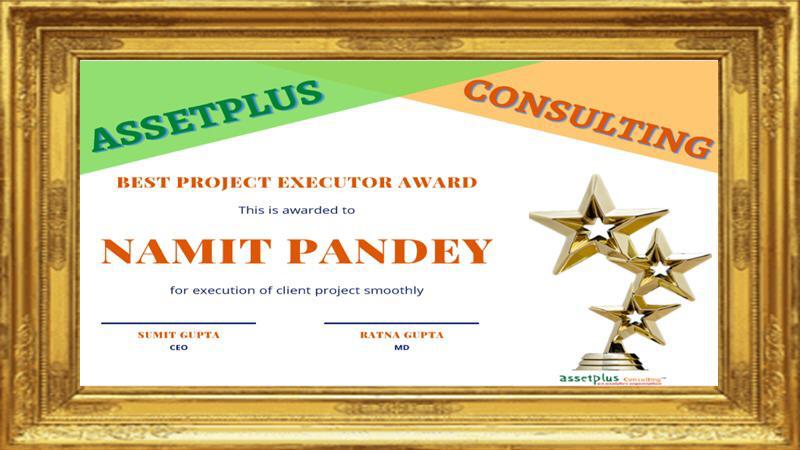 ASSETPLUS
CONSULTING
BEST PROJECT EXECUTOR AWARD
This is awarded to
NAMIT PANDEY
for execution of client project smoothly
SUMIT GUPTA
CEO
RATNA GUPTA
MD
assetplus Consulting